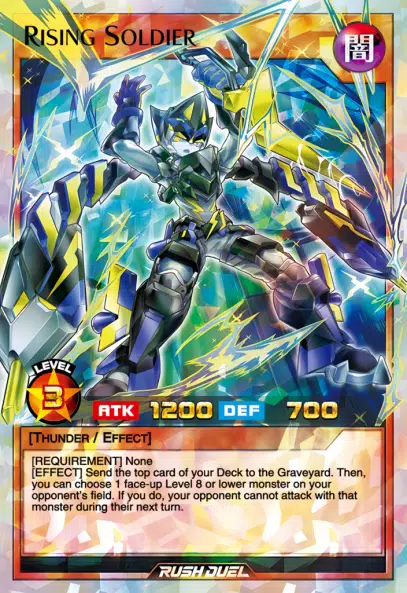 RISING SOLDIER
闇
LEVEL
3
ATK 1200 DEF 700
[THUNDER / EFFECT]
[REQUIREMENT] None
[EFFECT] Send the top card of your Deck to the Graveyard. Then,
you can choose 1 face-up Level 8 or lower monster on your
opponent's field. If you do, your opponent cannot attack with that
monster during their next turn.
RUSH DUEL